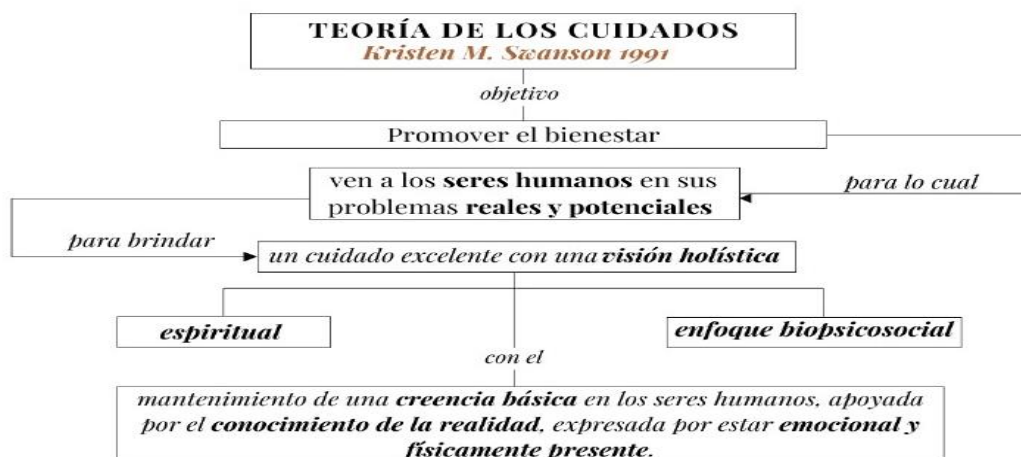 TEORÍA DE LOS CUIDADOS
Kristen M. Swanson 1991
objetivo
Promover el bienestar
para lo cual
ven a los seres humanos en sus
problemas reales y potenciales
para brindar
un cuidado excelente con una visión holística
espiritual
enfoque biopsicosocial
con el
mantenimiento de una creencia básica en los seres humanos, apoyada
por el conocimiento de la realidad, expresada por estar emocional y
físicamente presente.